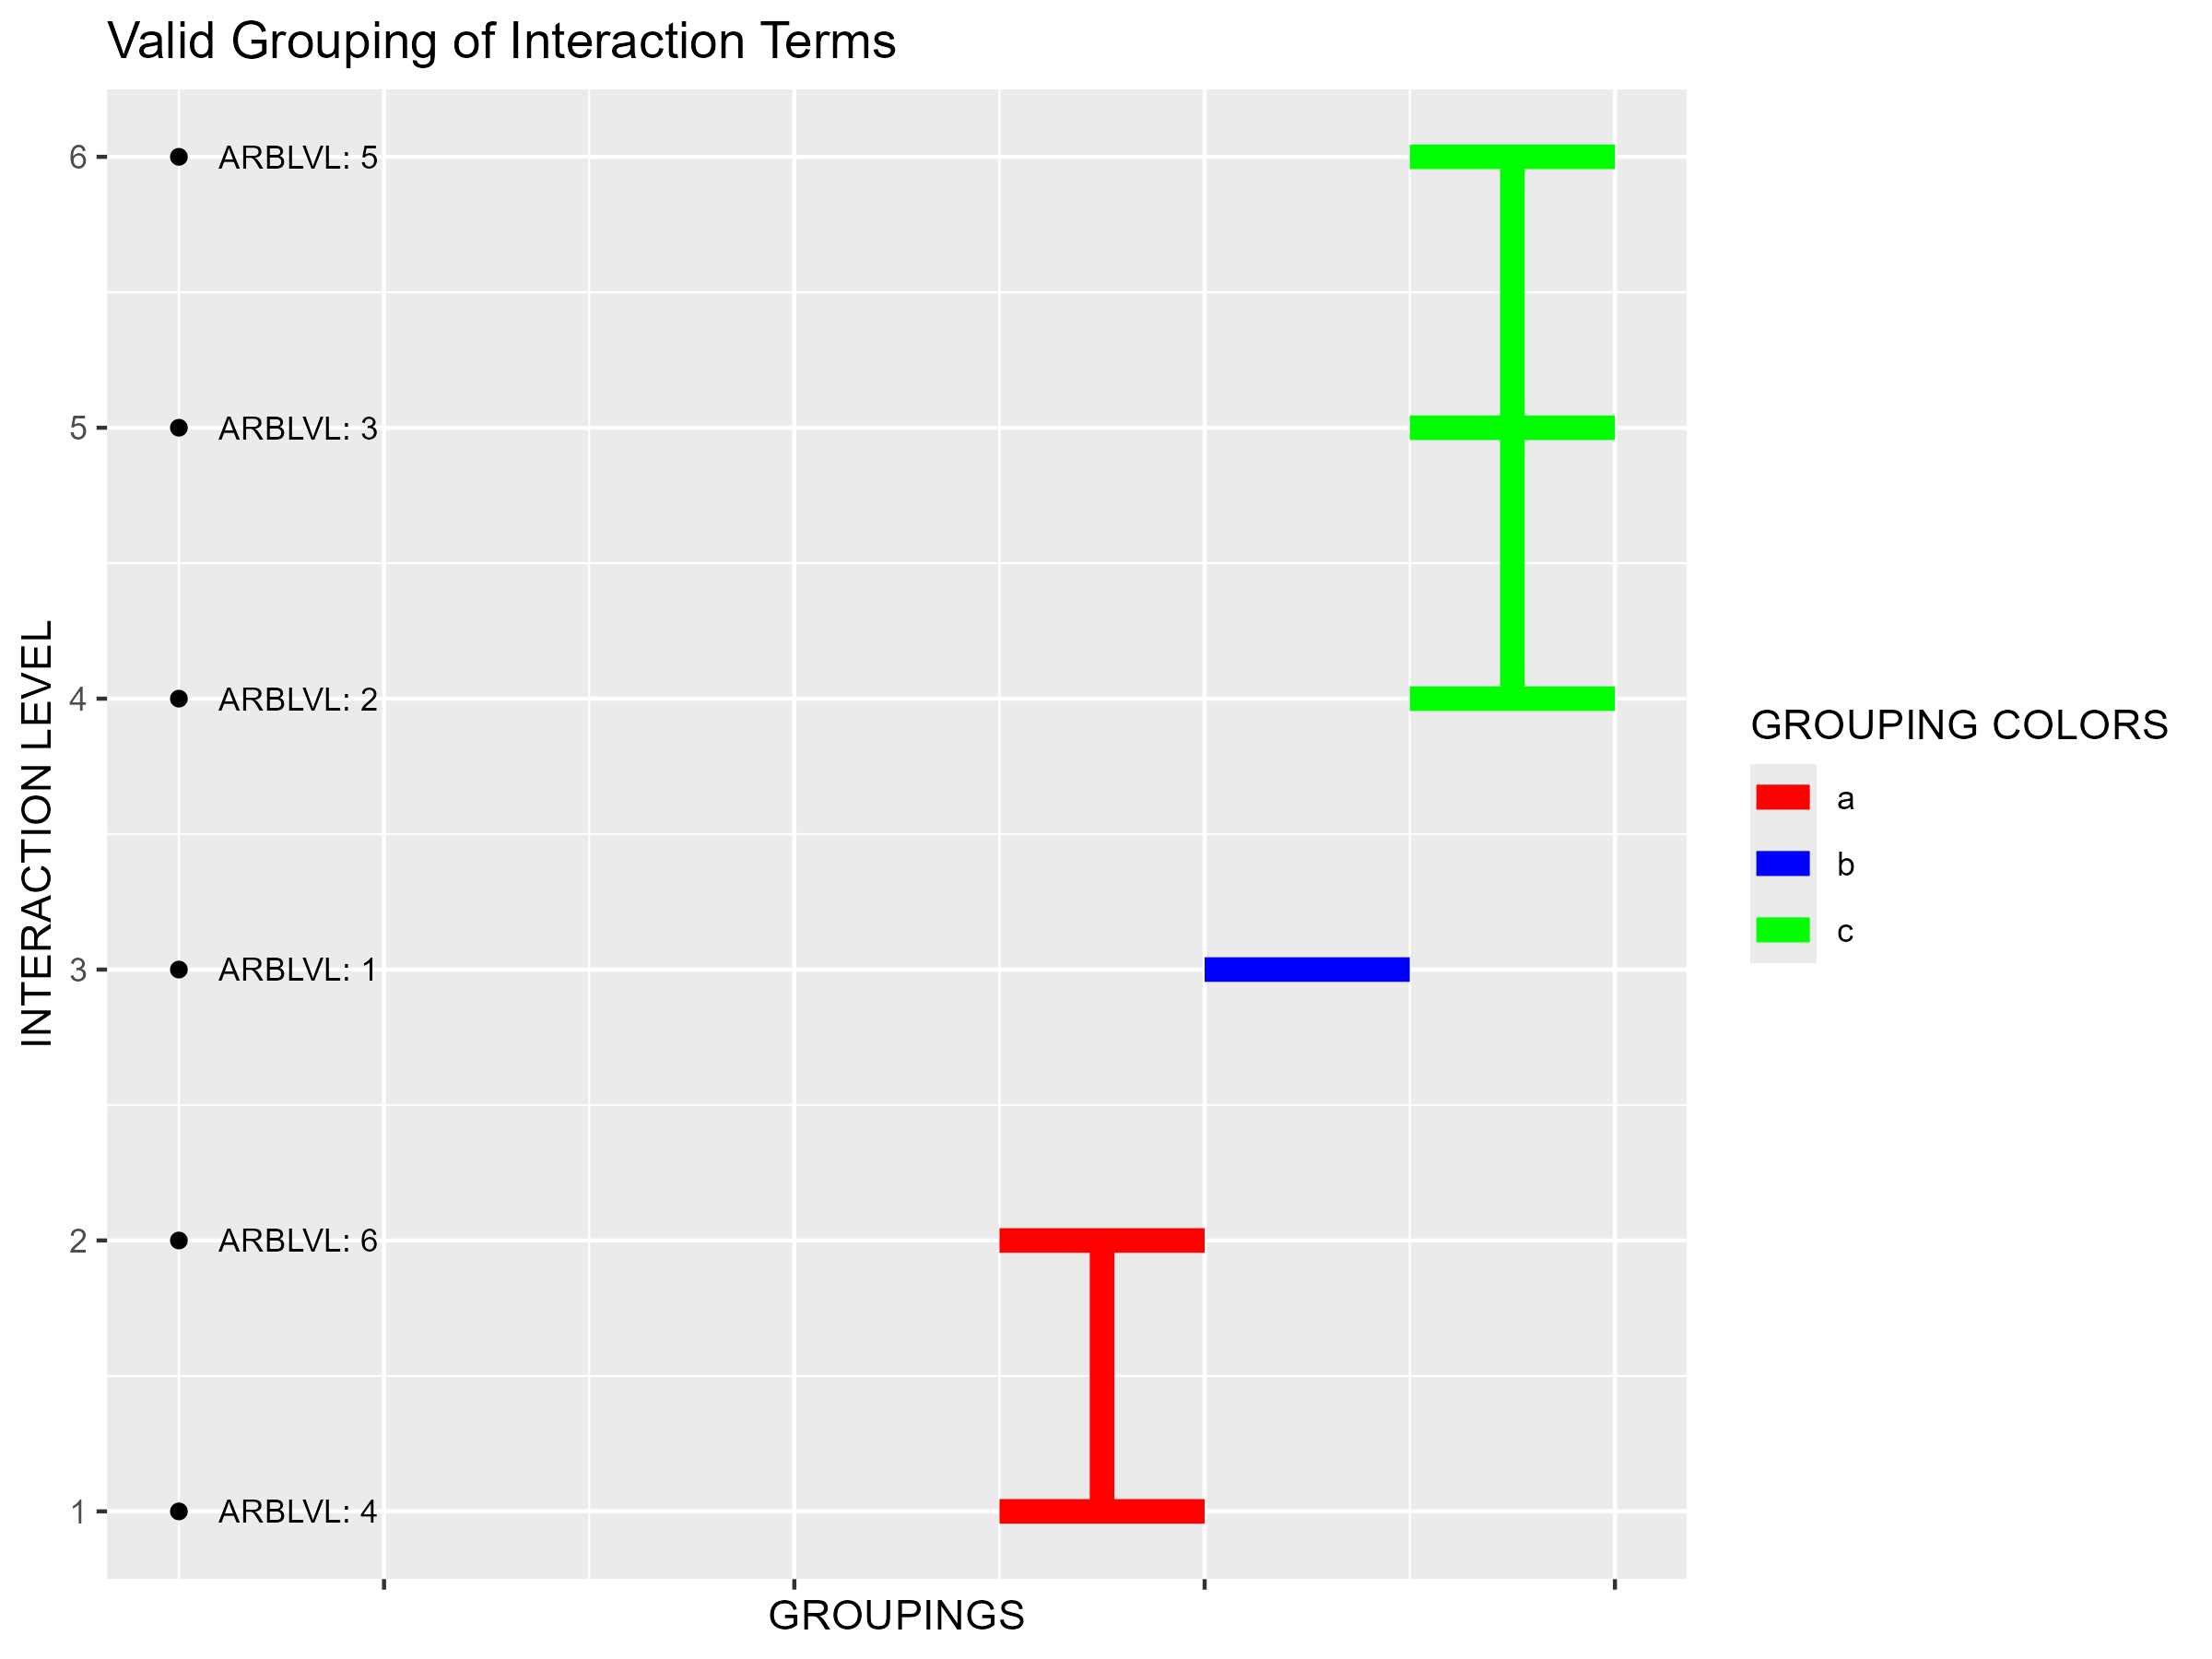 Valid Grouping of Interaction Terms
INTERACTION LEVEL
6
ARBLVL: 5
5
ARBLVL: 3
4
ARBLVL: 2
3
ARBLVL: 1
2
ARBLVL: 6
1
ARBLVL: 4
GROUPINGS
GROUPING COLORS
a
b
c